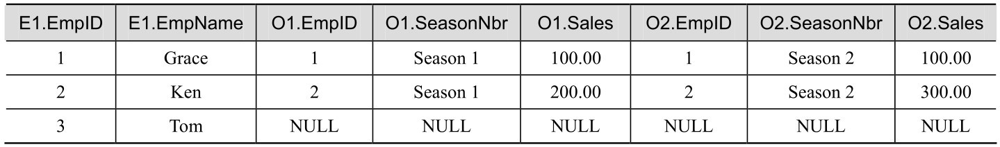 E1.EmpID E1.EmpName O1.EmpID O1.SeasonNbr O1.Sales O2.EmpID O2.SeasonNbr O2.Sales
1 Grace 1 Season 1 100.00 1 Season 2 100.00
2 Ken 2 Season 1 200.00 2 Season 2 300.00
3 Tom NULL NULL NULL NULL NULL NULL